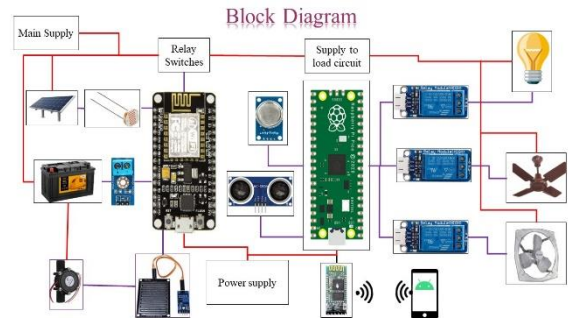 Block Diagram
Main Supply
Relay
Switches
Supply to
load circuit
Power supply